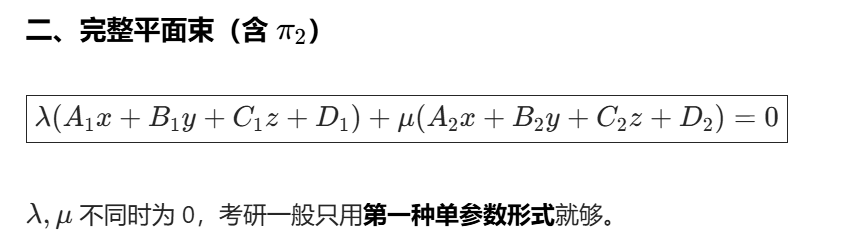 二、完整平面束（含 π₂）
λ(A₁x + B₁y + C₁z + D₁) + μ(A₂x + B₂y + C₂z + D₂) = 0
λ, μ 不同时为 0，考研一般只用第一种单参数形式就够。